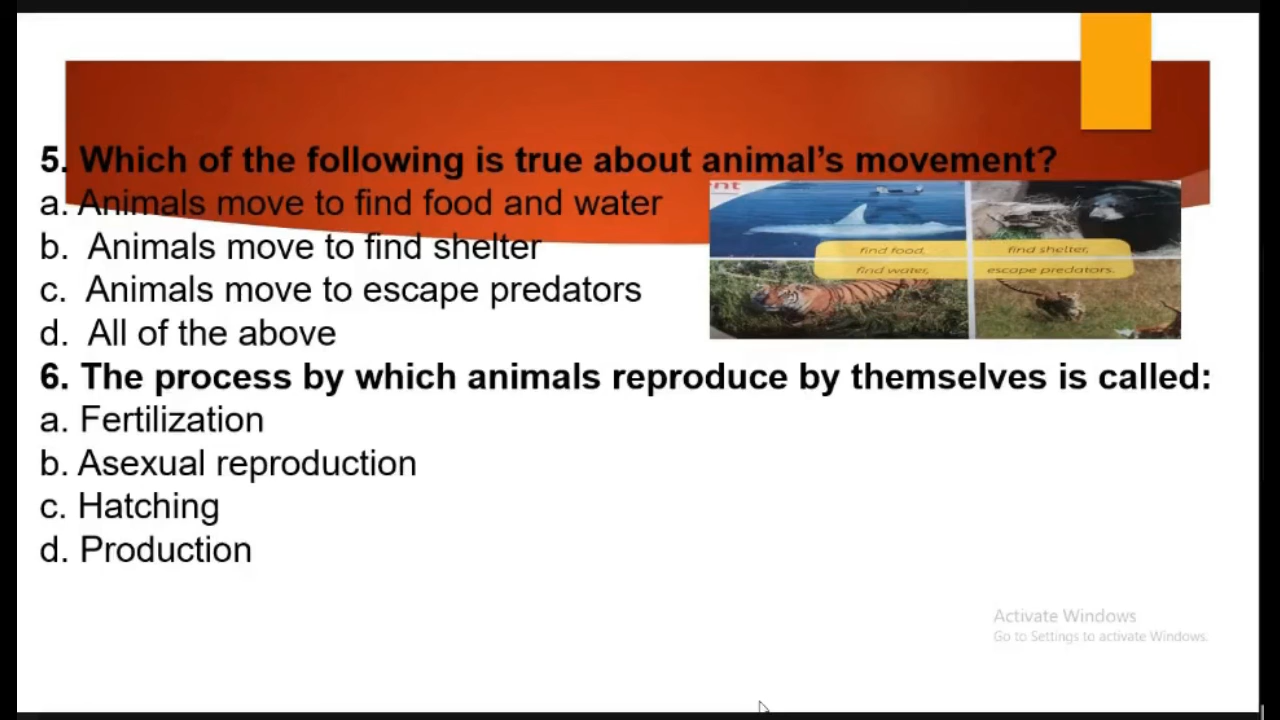 5. Which of the following is true about animal’s movement?
a. Animals move to find food and water
b. Animals move to find shelter
c. Animals move to escape predators
d. All of the above
nt
find food,
find shelter,
find water,
escape predators.
6. The process by which animals reproduce by themselves is called:
a. Fertilization
b. Asexual reproduction
c. Hatching
d. Production
Activate Windows
Go to Settings to activate Windows.